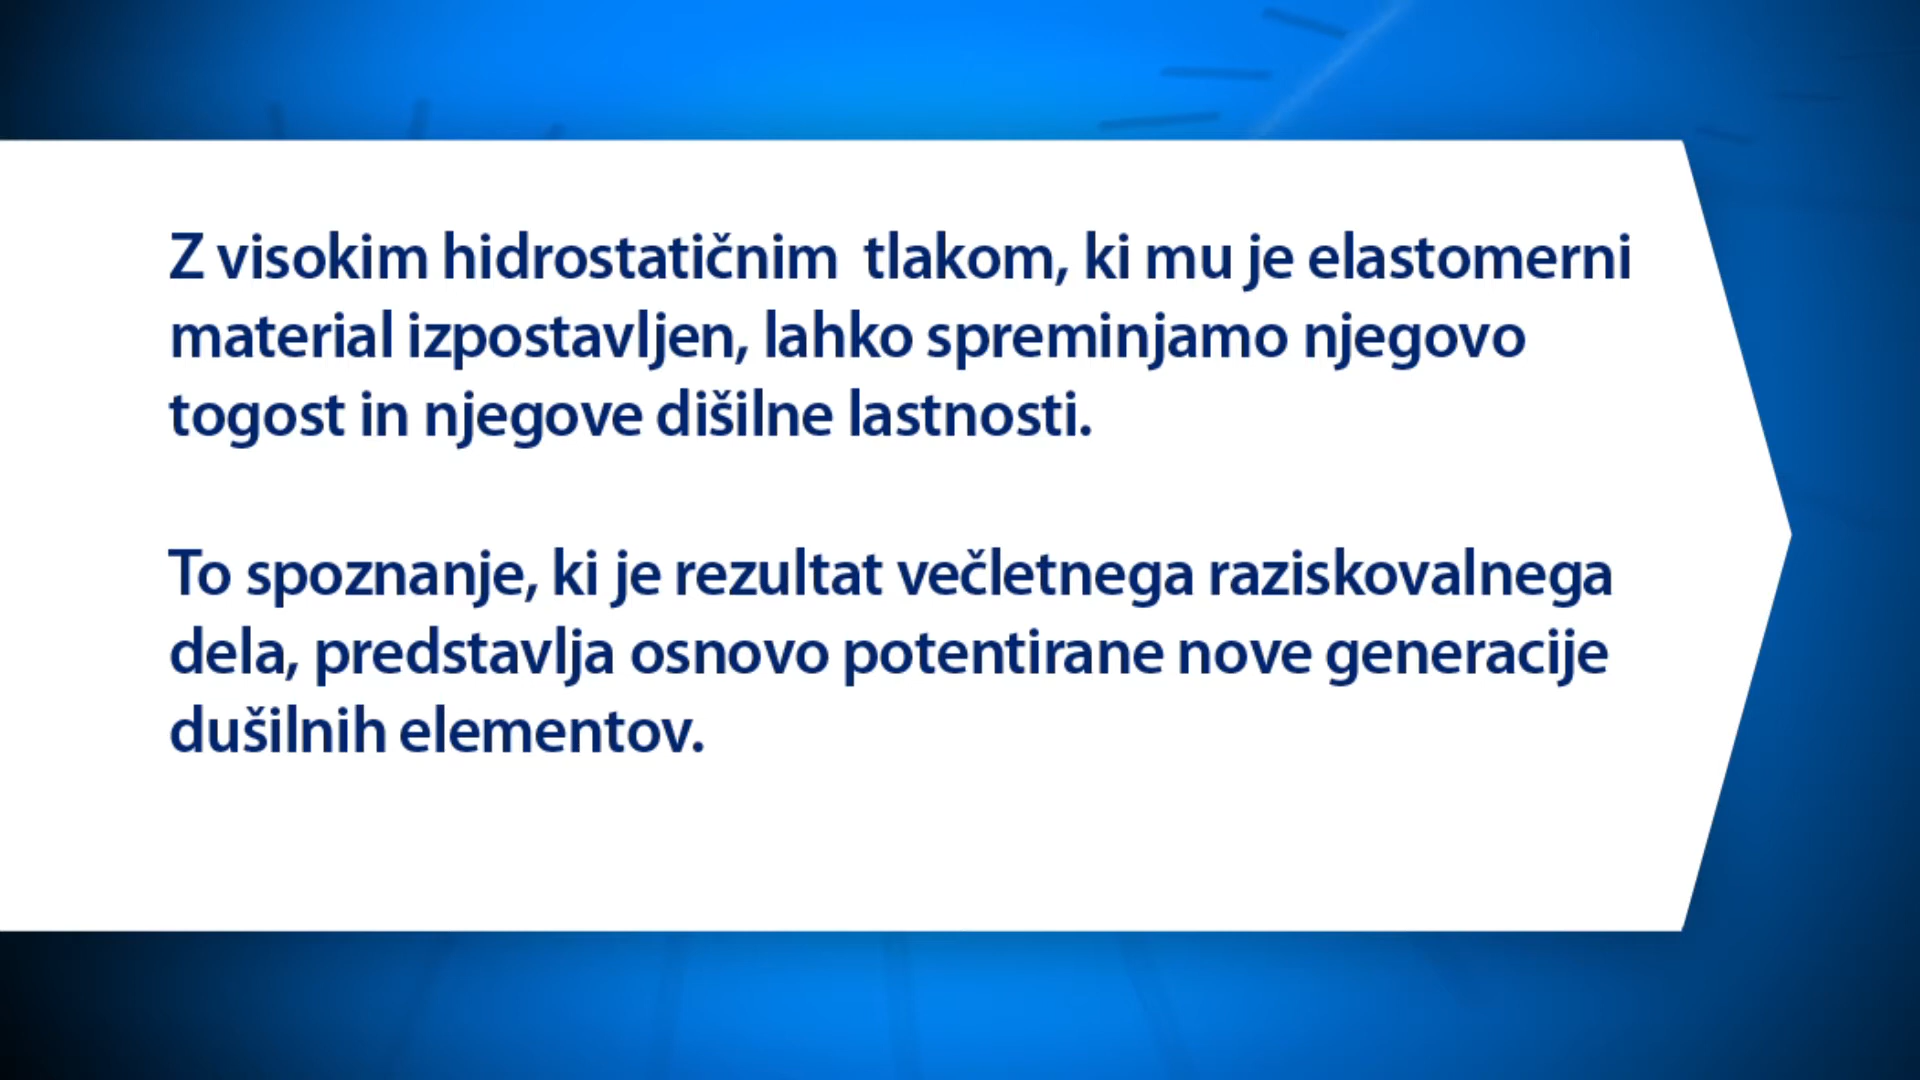 Z visokim hidrostatičnim  tlakom, ki mu je elastomerni
material izpostavljen, lahko spreminjamo njegovo
togost in njegove dišilne lastnosti.
To spoznanje, ki je rezultat večletnega raziskovalnega
dela, predstavlja osnovo potentirane nove generacije
dušilnih elementov.